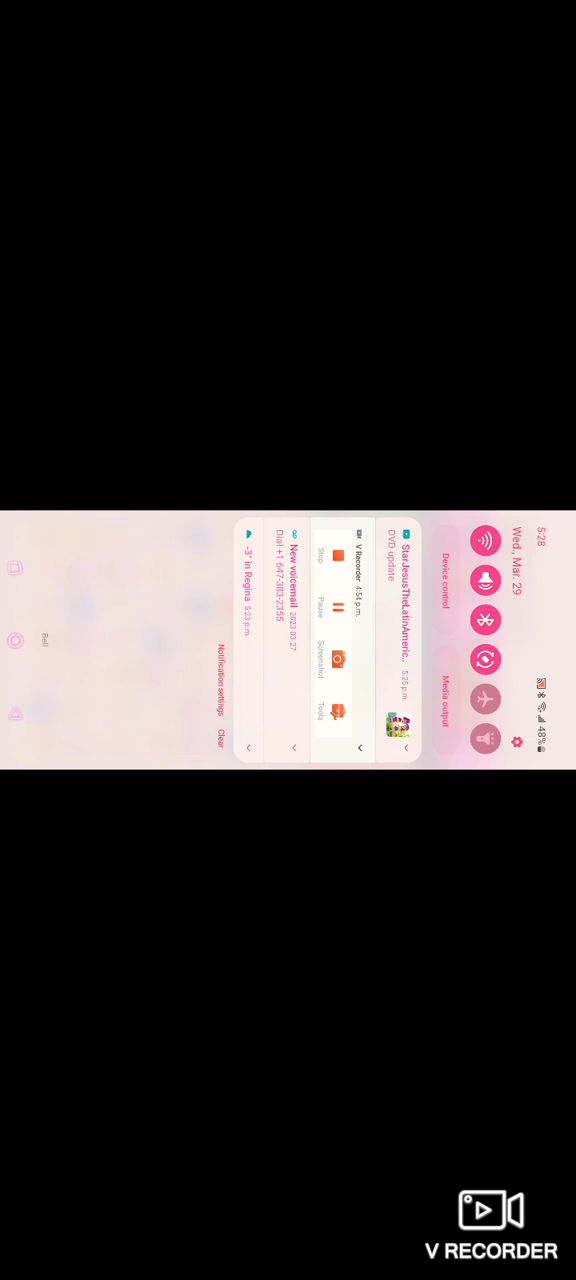 5:28
48%
Wed., Mar. 29
Device control
Media output
StarJesusTheLatinAmeric... 5:25 p.m.
DVD update
V Recorder 4:54 p.m.
Stop
Pause
Screenshot
Tools
New voicemail 2023-03-27
Dial +1 647-383-2355
-3° in Regina 5:23 p.m.
Notification settings
Clear
Bell
V RECORDER